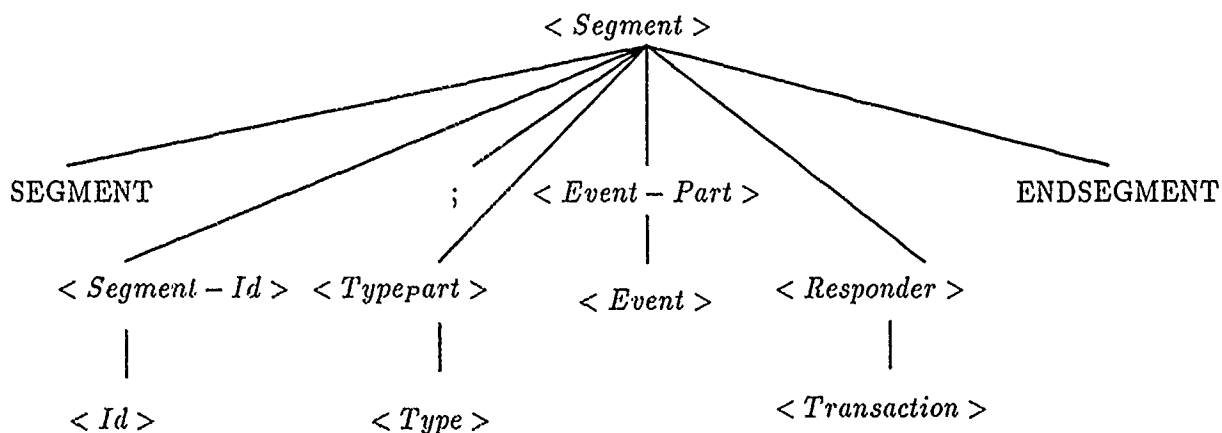 < Segment >
SEGMENT ; < Event − Part > ENDSEGMENT
< Segment − Id > < Typepart > < Event > < Responder >
< Id > < Type > < Transaction >